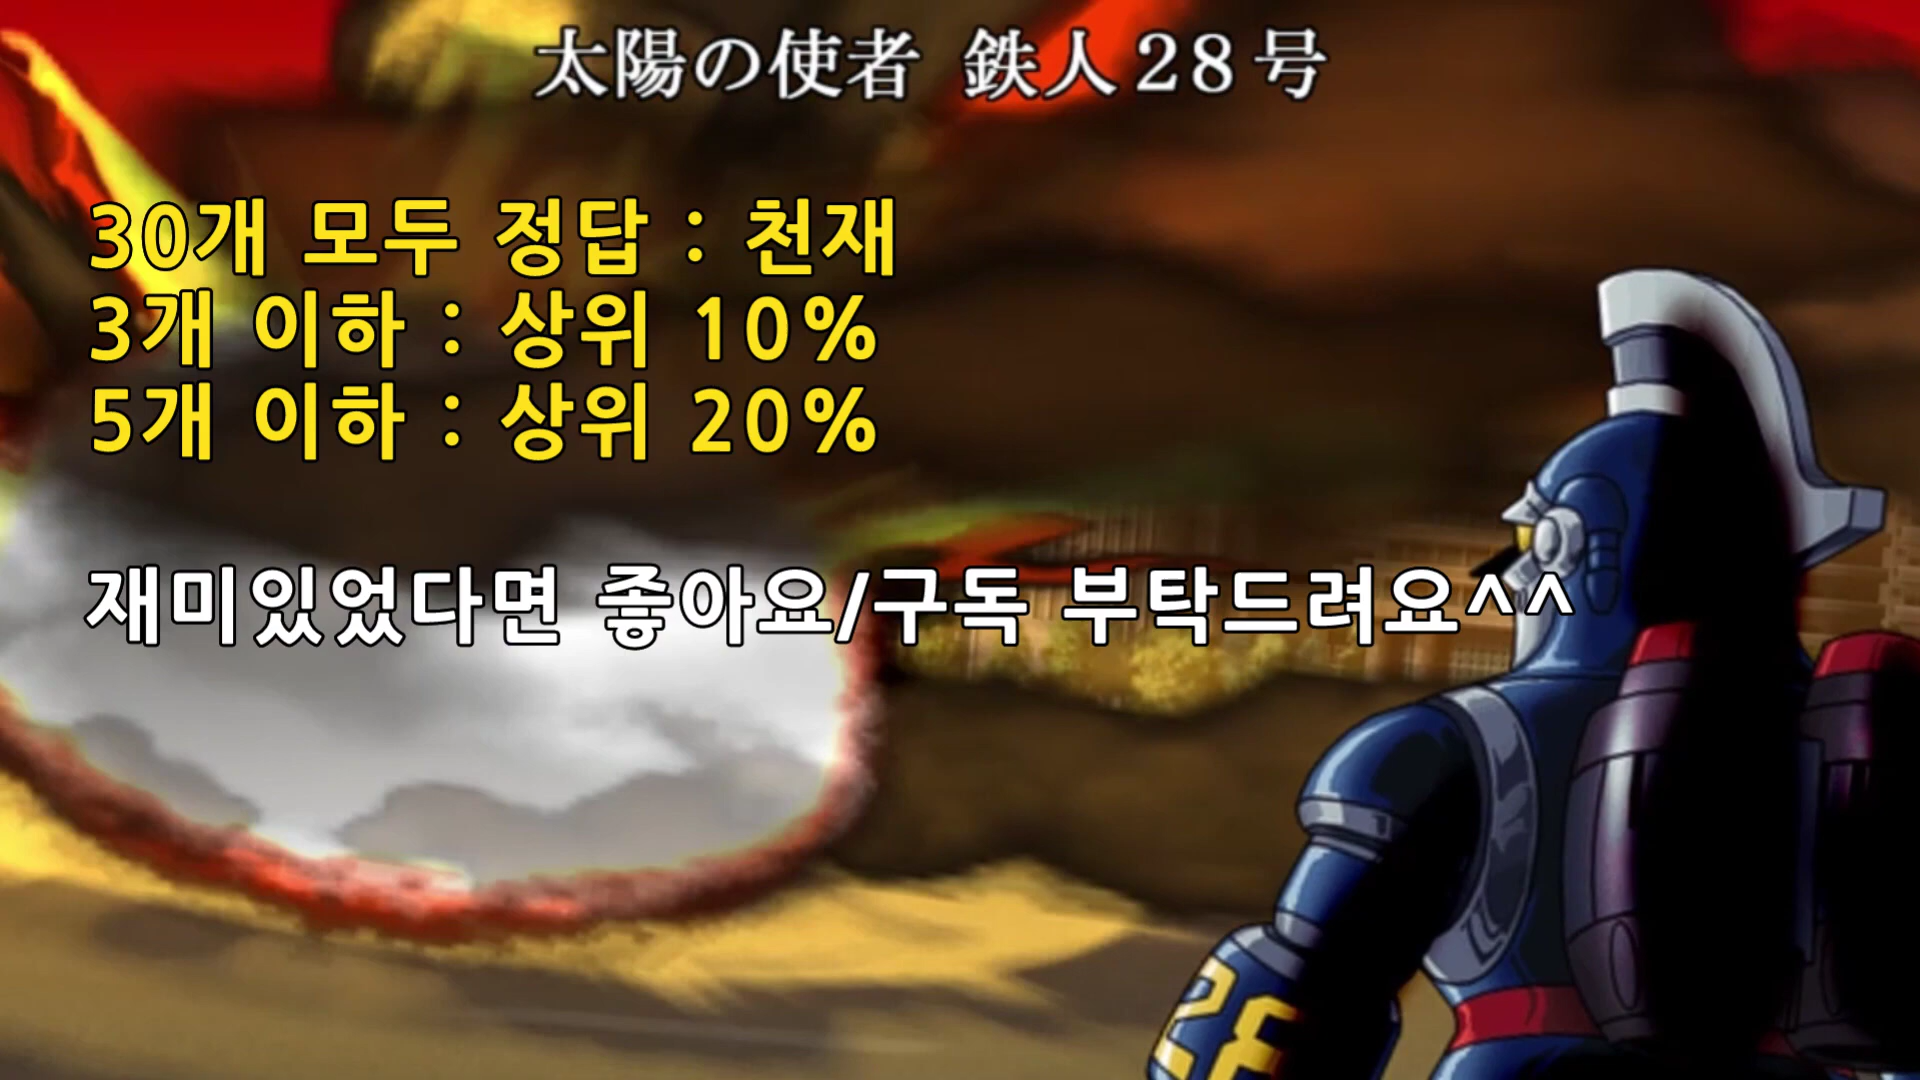 太陽の使者 鉄人28号
30개 모두 정답 : 천재
3개 이하 : 상위 10%
5개 이하 : 상위 20%
재미있었다면 좋아요/구독 부탁드려요^^
28